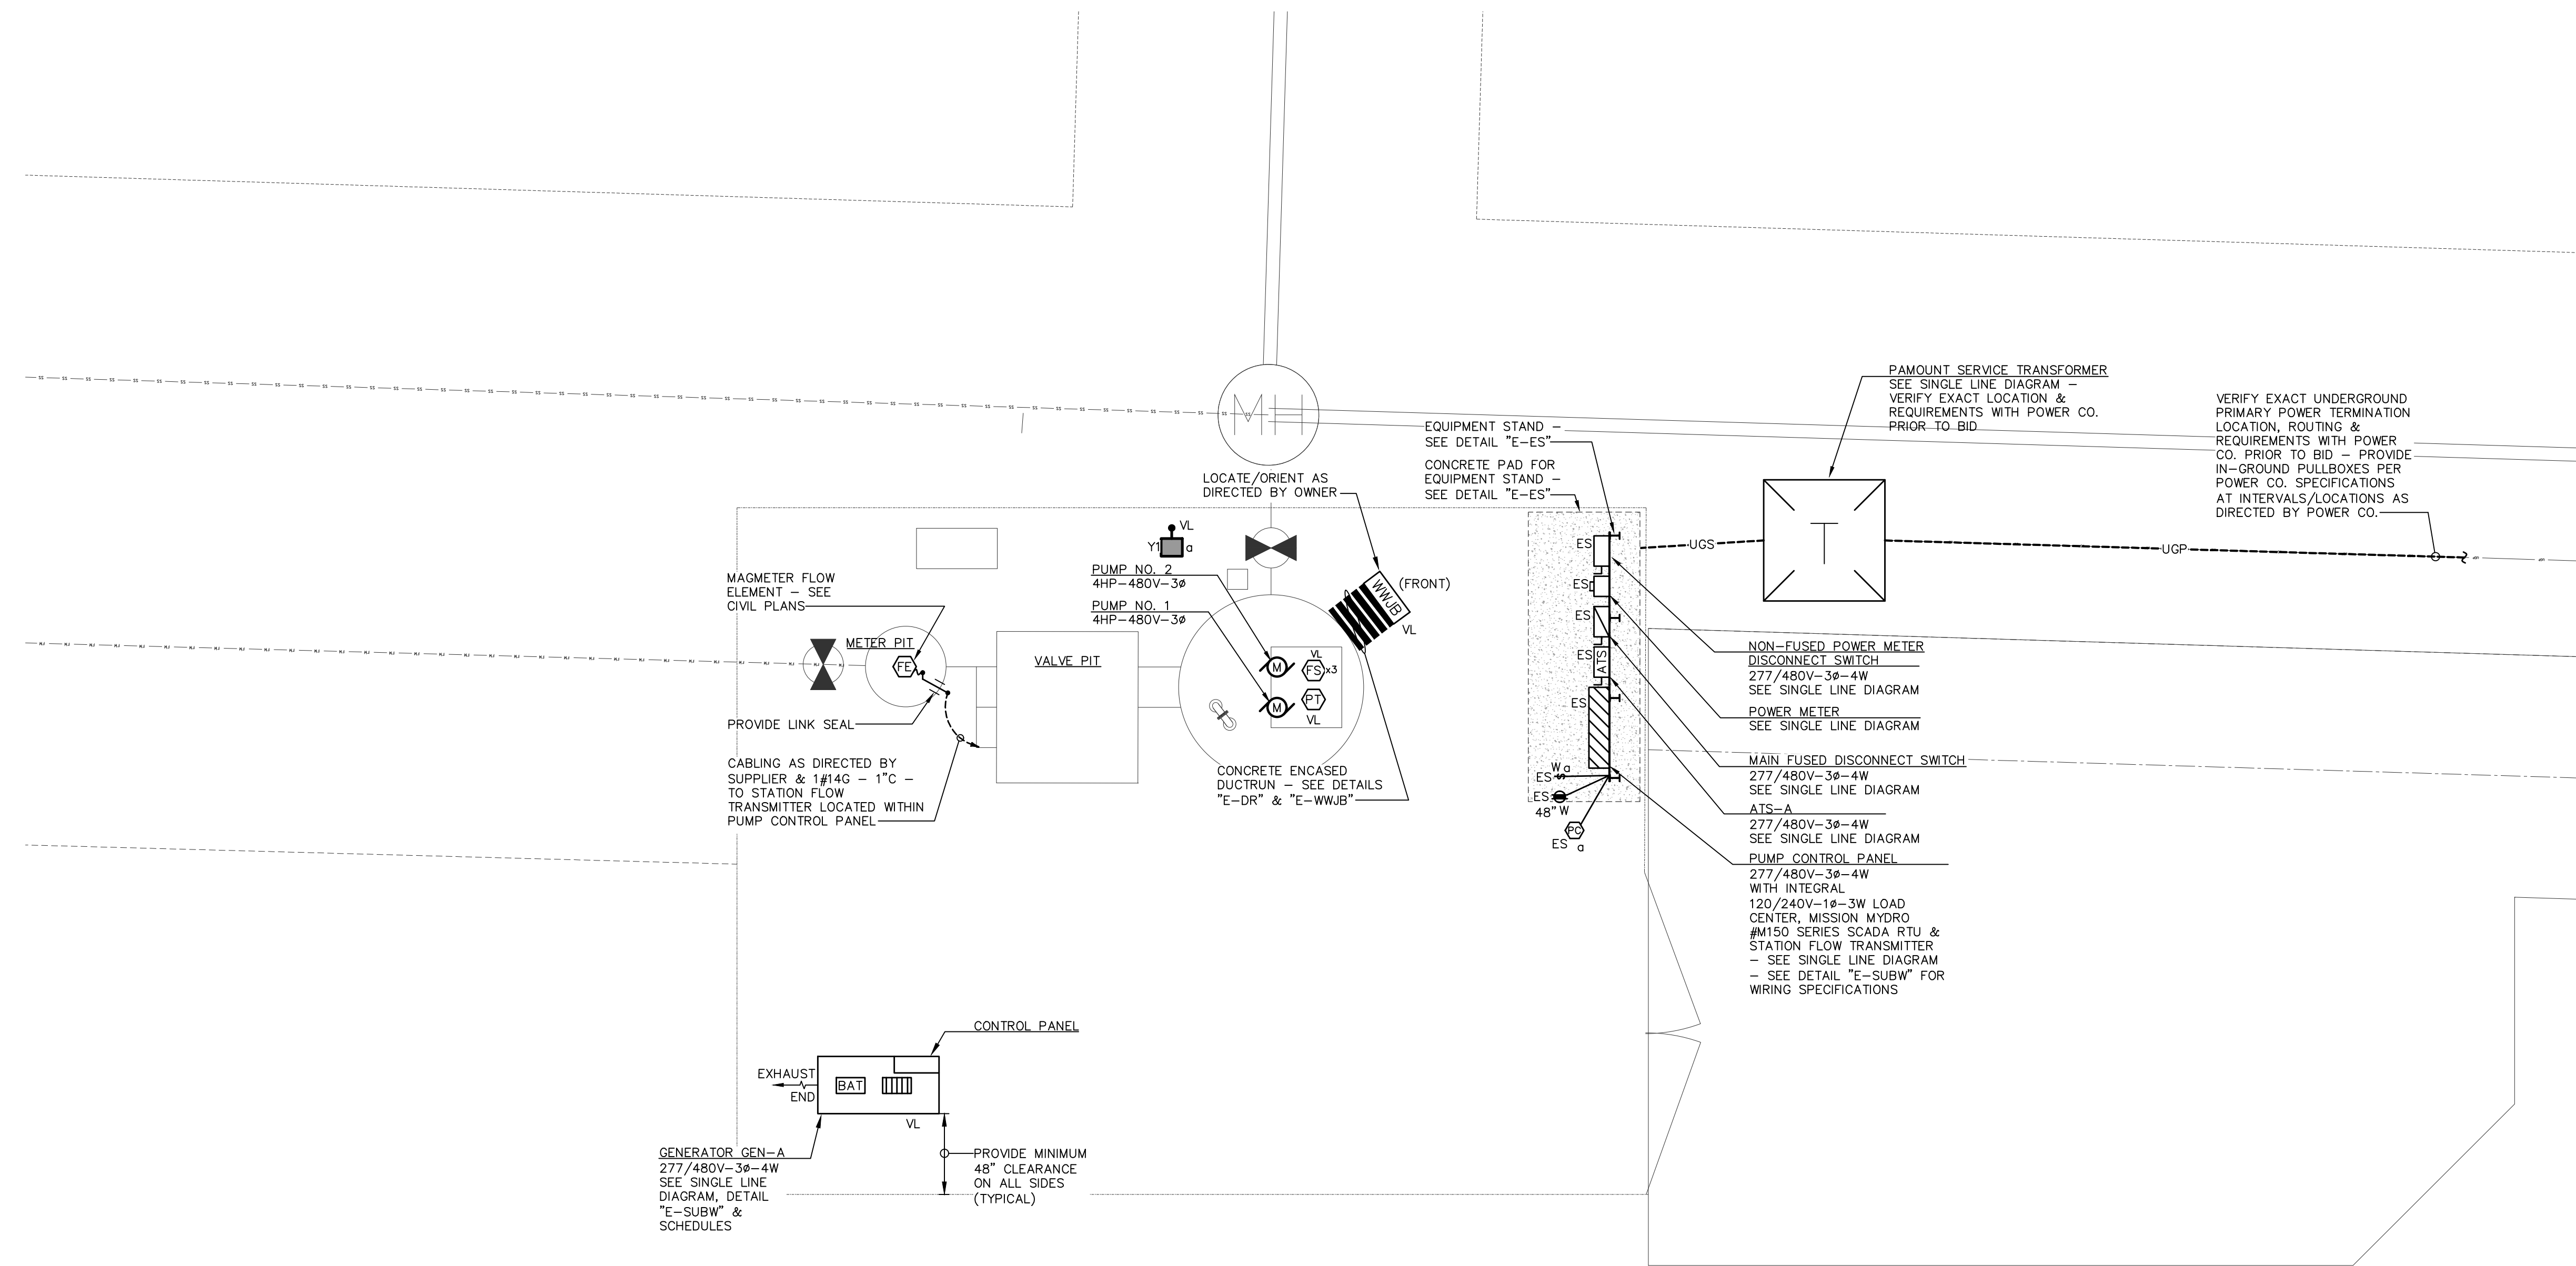 PAMOUNT SERVICE TRANSFORMER
SEE SINGLE LINE DIAGRAM –
VERIFY EXACT LOCATION &
REQUIREMENTS WITH POWER CO.
PRIOR TO BID
VERIFY EXACT UNDERGROUND
PRIMARY POWER TERMINATION
LOCATION, ROUTING &
REQUIREMENTS WITH POWER
CO. PRIOR TO BID – PROVIDE
IN–GROUND PULLBOXES PER
POWER CO. SPECIFICATIONS
AT INTERVALS/LOCATIONS AS
DIRECTED BY POWER CO.
MH
EQUIPMENT STAND –
SEE DETAIL "E–ES"
CONCRETE PAD FOR
EQUIPMENT STAND –
SEE DETAIL "E–ES"
LOCATE/ORIENT AS
DIRECTED BY OWNER
VL
Y1
a
PUMP NO. 2
4HP–480V–3ø
PUMP NO. 1
4HP–480V–3ø
WWJB
(FRONT)
VL
ES
ES
ES
ES
ATS
ES
UGS
T
UGP
MAGMETER FLOW
ELEMENT – SEE
CIVIL PLANS
METER PIT
FE
VALVE PIT
M
M
VL
FS
x3
PT
VL
PROVIDE LINK SEAL
CABLING AS DIRECTED BY
SUPPLIER & 1#14G – 1"C –
TO STATION FLOW
TRANSMITTER LOCATED WITHIN
PUMP CONTROL PANEL
CONCRETE ENCASED
DUCTRUN – SEE DETAILS
"E–DR" & "E–WWJB"
W a
ES
S
ES
48" W
PC
ES a
NON–FUSED POWER METER
DISCONNECT SWITCH
277/480V–3ø–4W
SEE SINGLE LINE DIAGRAM
POWER METER
SEE SINGLE LINE DIAGRAM
MAIN FUSED DISCONNECT SWITCH
277/480V–3ø–4W
SEE SINGLE LINE DIAGRAM
ATS–A
277/480V–3ø–4W
SEE SINGLE LINE DIAGRAM
PUMP CONTROL PANEL
277/480V–3ø–4W
WITH INTEGRAL
120/240V–1ø–3W LOAD
CENTER, MISSION MYDRO
#M150 SERIES SCADA RTU &
STATION FLOW TRANSMITTER
– SEE SINGLE LINE DIAGRAM
– SEE DETAIL "E–SUBW" FOR
WIRING SPECIFICATIONS
CONTROL PANEL
EXHAUST
END
BAT
VL
GENERATOR GEN–A
277/480V–3ø–4W
SEE SINGLE LINE
DIAGRAM, DETAIL
"E–SUBW" &
SCHEDULES
PROVIDE MINIMUM
48" CLEARANCE
ON ALL SIDES
(TYPICAL)